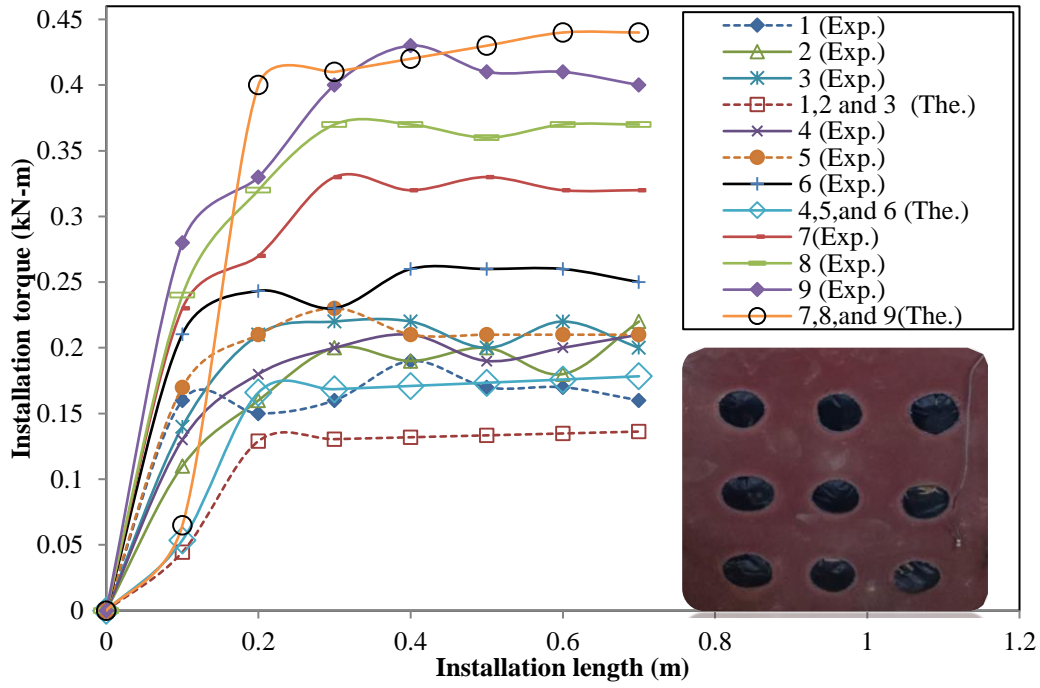 0.45
0.4
0.35
0.3
0.25
0.2
0.15
0.1
0.05
0
Installation torque (kN-m)
1 (Exp.)
2 (Exp.)
3 (Exp.)
1,2 and 3 (The.)
4 (Exp.)
5 (Exp.)
6 (Exp.)
4,5,and 6 (The.)
7(Exp.)
8 (Exp.)
9 (Exp.)
7,8,and 9(The.)
0 0.2 0.4 0.6 0.8 1 1.2
Installation length (m)